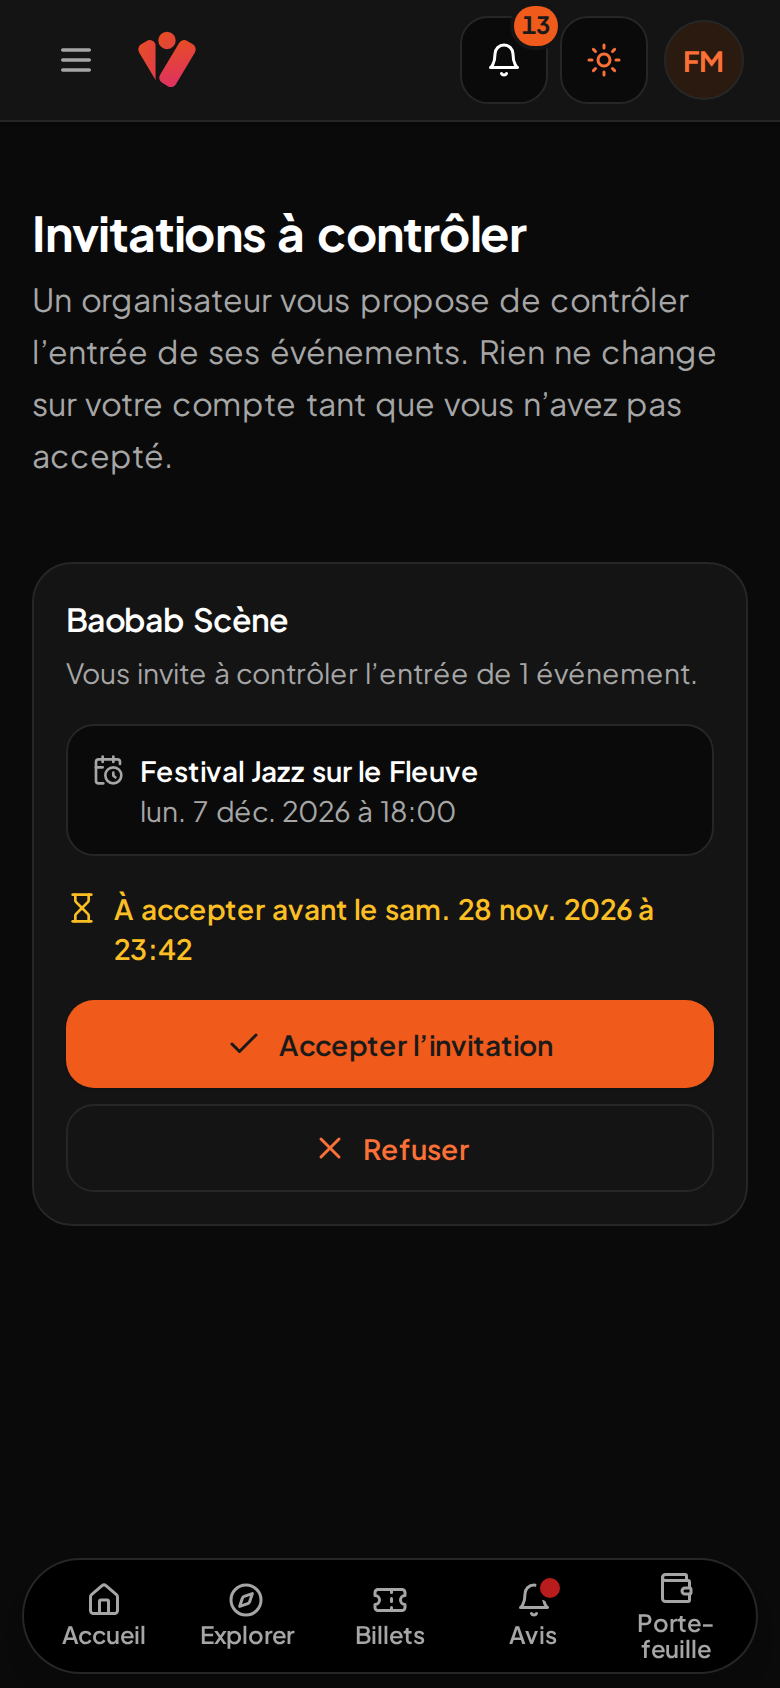 13
FM
Invitations à contrôler
Un organisateur vous propose de contrôler
l’entrée de ses événements. Rien ne change
sur votre compte tant que vous n’avez pas
accepté.
Baobab Scène
Vous invite à contrôler l’entrée de 1 événement.
Festival Jazz sur le Fleuve
lun. 7 déc. 2026 à 18:00
À accepter avant le sam. 28 nov. 2026 à
23:42
Accepter l’invitation
Refuser
Accueil
Explorer
Billets
Avis
Porte-
feuille